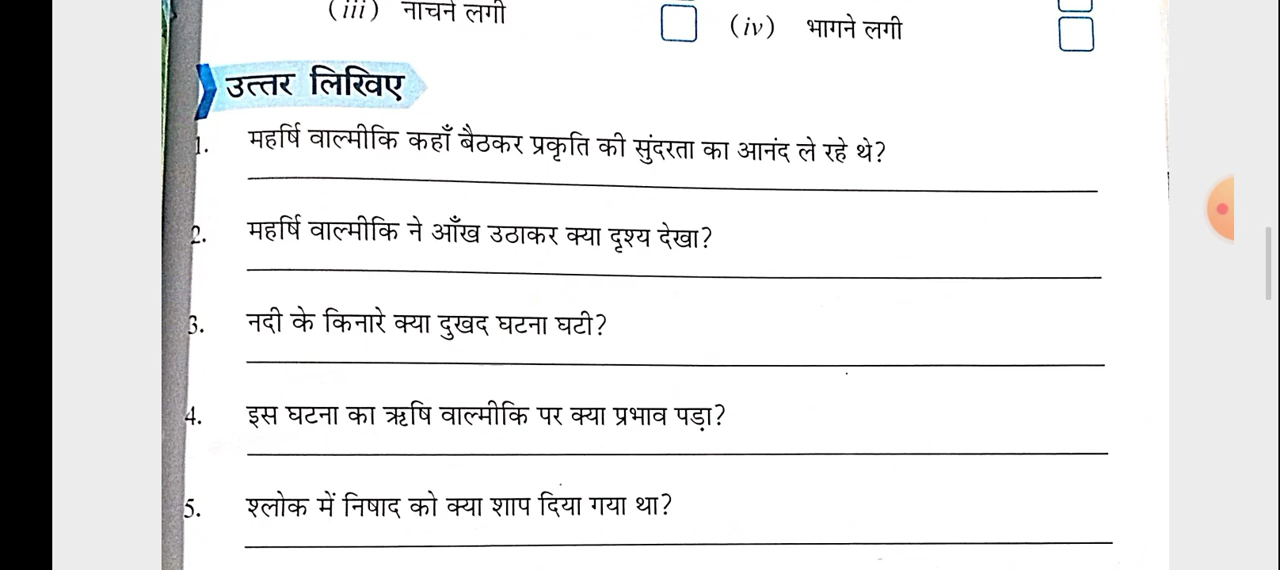 (iii) नाचने लगी
(iv) भागने लगी
उत्तर लिखिए
1. महर्षि वाल्मीकि कहाँ बैठकर प्रकृति की सुंदरता का आनंद ले रहे थे?
2. महर्षि वाल्मीकि ने आँख उठाकर क्या दृश्य देखा?
3. नदी के किनारे क्या दुखद घटना घटी?
4. इस घटना का ऋषि वाल्मीकि पर क्या प्रभाव पड़ा?
5. श्लोक में निषाद को क्या शाप दिया गया था?